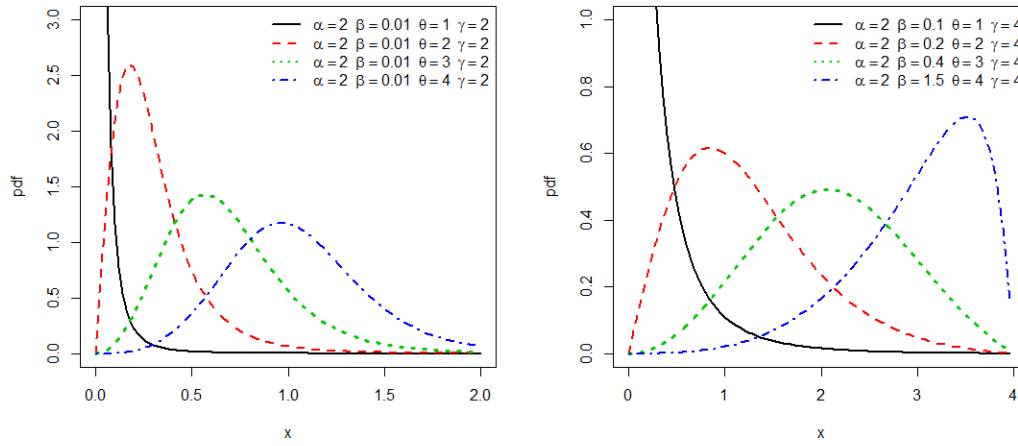 α = 2 β = 0.01 θ = 1 γ = 2
α = 2 β = 0.01 θ = 2 γ = 2
α = 2 β = 0.01 θ = 3 γ = 2
α = 2 β = 0.01 θ = 4 γ = 2
pdf
3.0
2.5
2.0
1.5
1.0
0.5
0.0
0.0 0.5 1.0 1.5 2.0
x
α = 2 β = 0.1 θ = 1 γ = 4
α = 2 β = 0.2 θ = 2 γ = 4
α = 2 β = 0.4 θ = 3 γ = 4
α = 2 β = 1.5 θ = 4 γ = 4
pdf
1.0
0.8
0.6
0.4
0.2
0.0
0 1 2 3 4
x